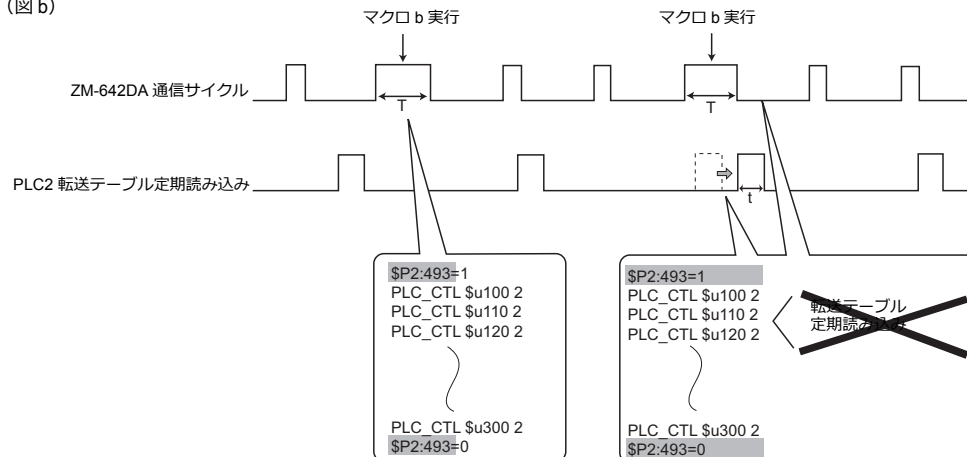 （図 b）
マクロ b 実行
マクロ b 実行
ZM-642DA 通信サイクル
T
T
PLC2 転送テーブル定期読み込み
t
$P2:493=1
PLC_CTL $u100 2
PLC_CTL $u110 2
PLC_CTL $u120 2
PLC_CTL $u300 2
$P2:493=0
$P2:493=1
PLC_CTL $u100 2
PLC_CTL $u110 2
PLC_CTL $u120 2
転送テーブル
定期読み込み
PLC_CTL $u300 2
$P2:493=0